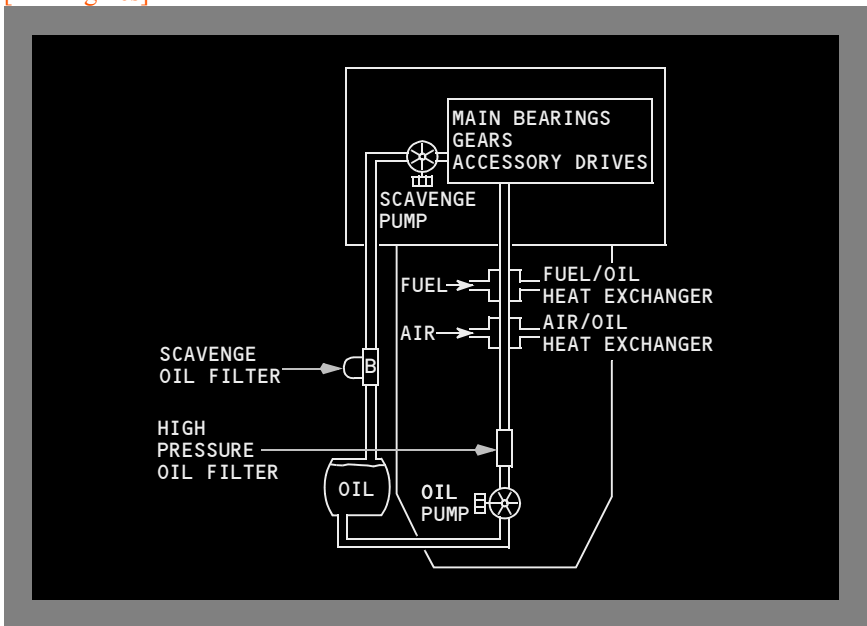 MAIN BEARINGS
GEARS
ACCESSORY DRIVES
SCAVENGE
PUMP
FUEL
FUEL/OIL
HEAT EXCHANGER
AIR
AIR/OIL
HEAT EXCHANGER
SCAVENGE
OIL FILTER
B
HIGH
PRESSURE
OIL FILTER
OIL
OIL
PUMP